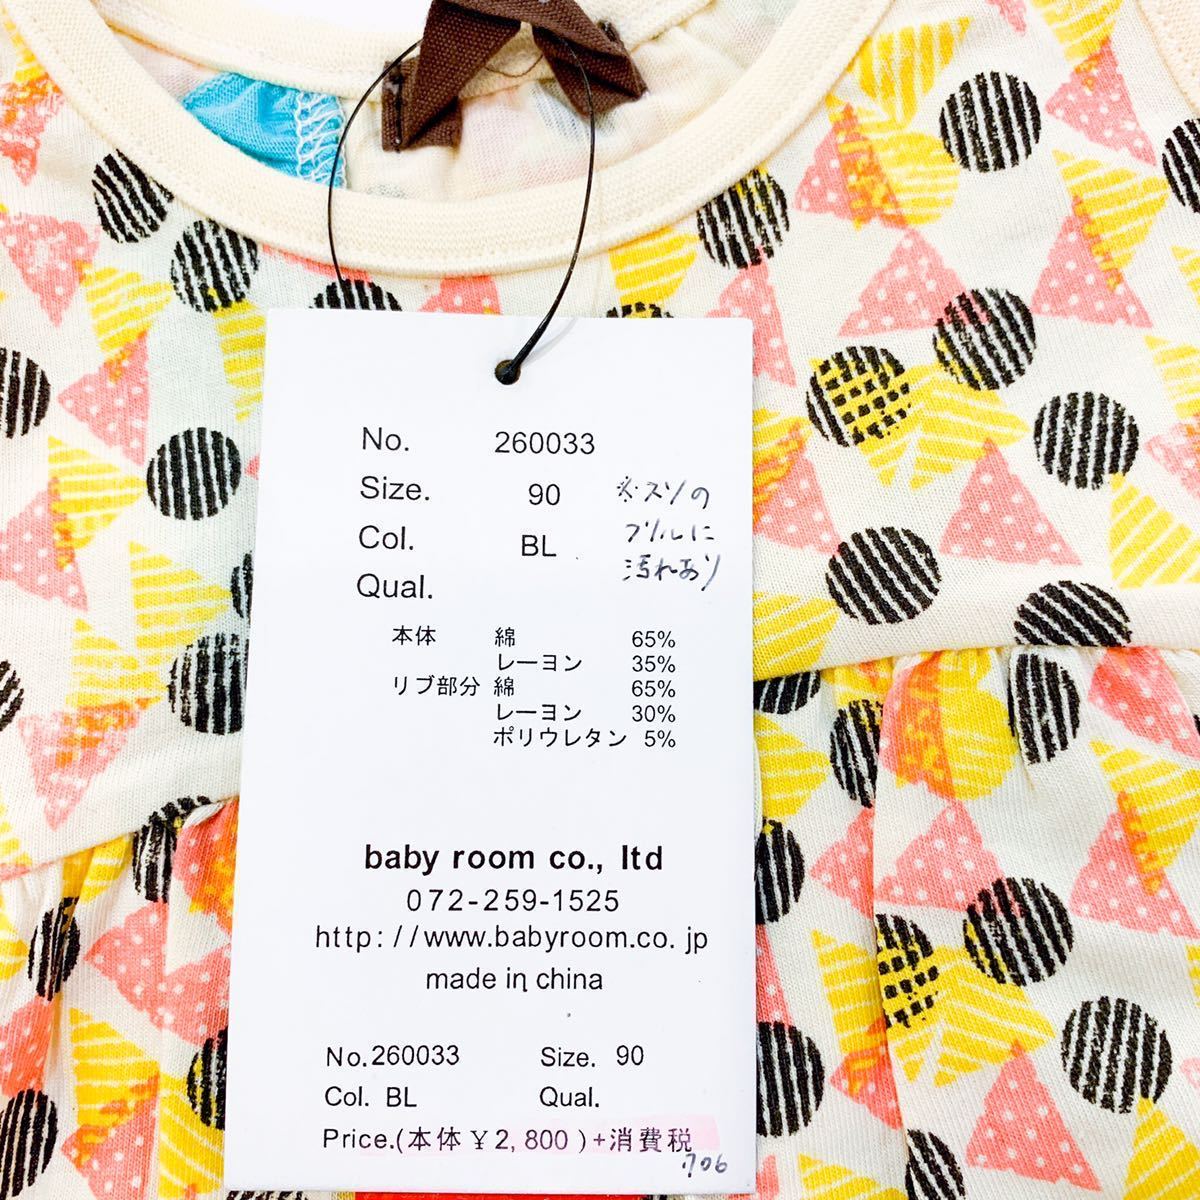 No. 260033
Size. 90
Col. BL
Qual.
※スソの
フリルに
汚れあり
本体 綿 65%
レーヨン 35%
リブ部分 綿 65%
レーヨン 30%
ポリウレタン 5%
baby room co., ltd
072-259-1525
http://www.babyroom.co.jp
made in china
No.260033 Size. 90
Col. BL Qual.
Price.(本体¥2,800)+消費税